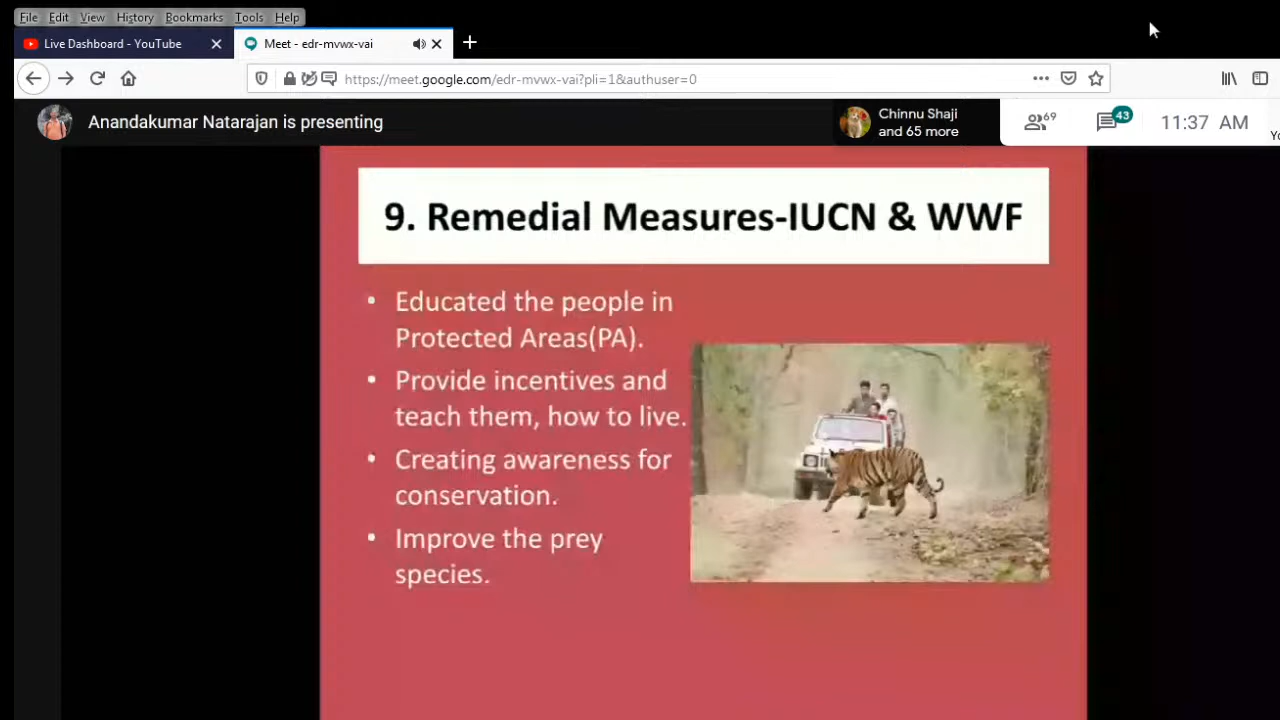 File Edit View History Bookmarks Tools Help
Live Dashboard - YouTube
Meet - edr-mvwx-vai
https://meet.google.com/edr-mvwx-vai?pli=1&authuser=0
Anandakumar Natarajan is presenting
Chinnu Shaji
and 65 more
69
43
11:37 AM
9. Remedial Measures-IUCN & WWF
• Educated the people in
Protected Areas(PA).
• Provide incentives and
teach them, how to live.
• Creating awareness for
conservation.
• Improve the prey
species.